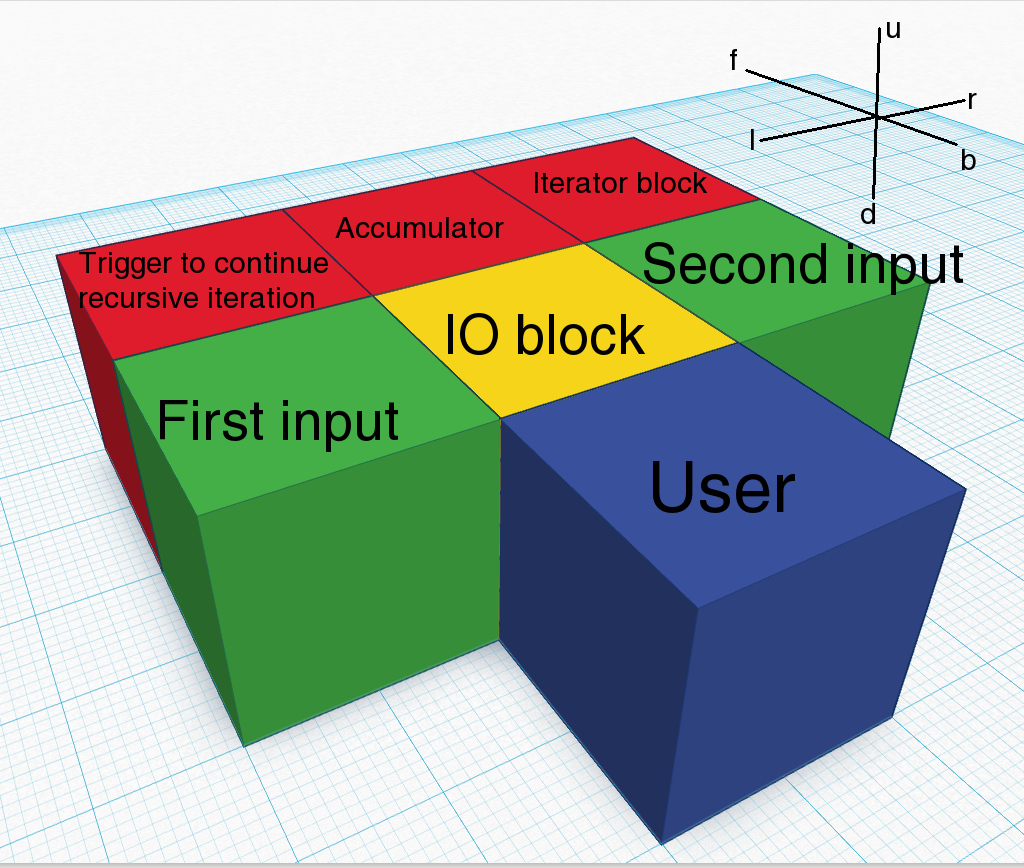 u
f
r
l
b
d
Iterator block
Accumulator
Trigger to continue
recursive iteration
Second input
IO block
First input
User